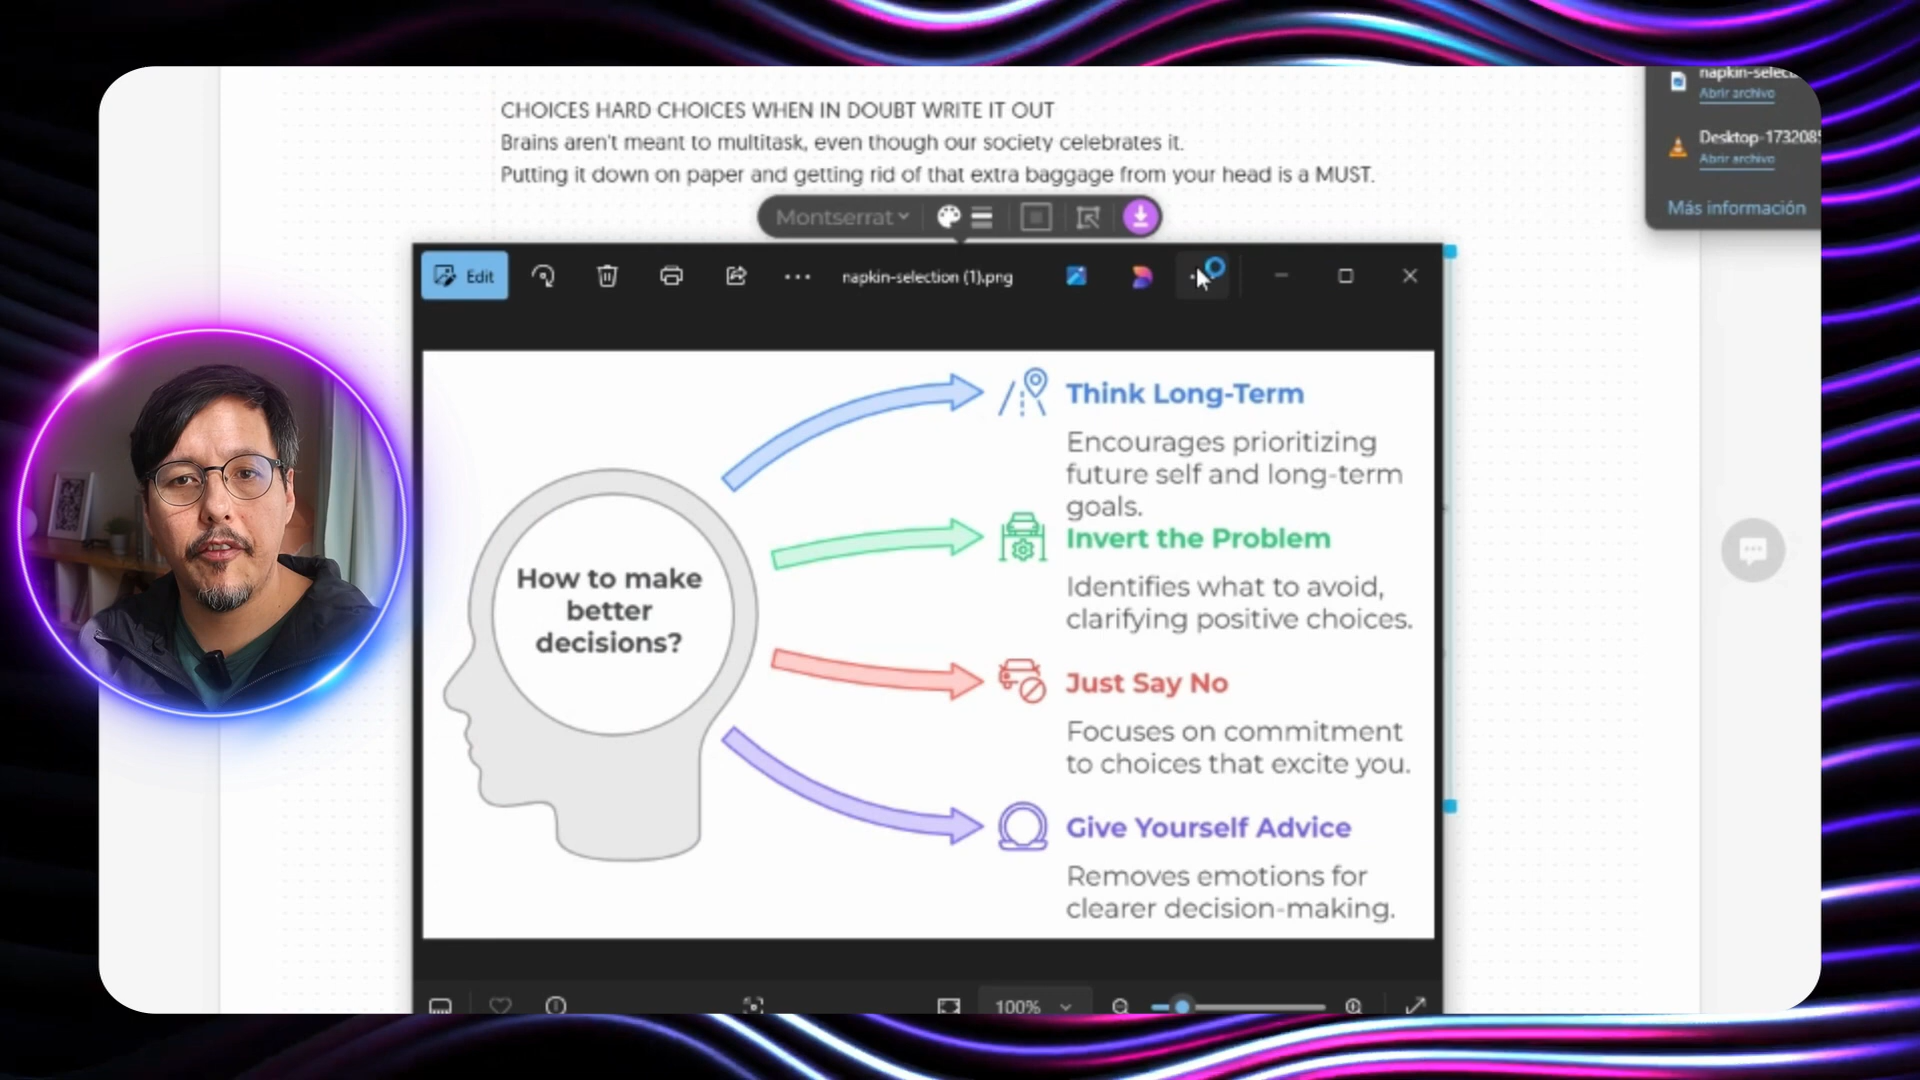 CHOICES HARD CHOICES WHEN IN DOUBT WRITE IT OUT
Brains aren't meant to multitask, even though our society celebrates it.
Putting it down on paper and getting rid of that extra baggage from your head is a MUST.
Montserrat
napkin-selec
Abrir archivo
Desktop-173208
Abrir archivo
Más información
Edit
napkin-selection (1).png
How to make
better
decisions?
Think Long-Term
Encourages prioritizing
future self and long-term
goals.
Invert the Problem
Identifies what to avoid,
clarifying positive choices.
Just Say No
Focuses on commitment
to choices that excite you.
Give Yourself Advice
Removes emotions for
clearer decision-making.
100%